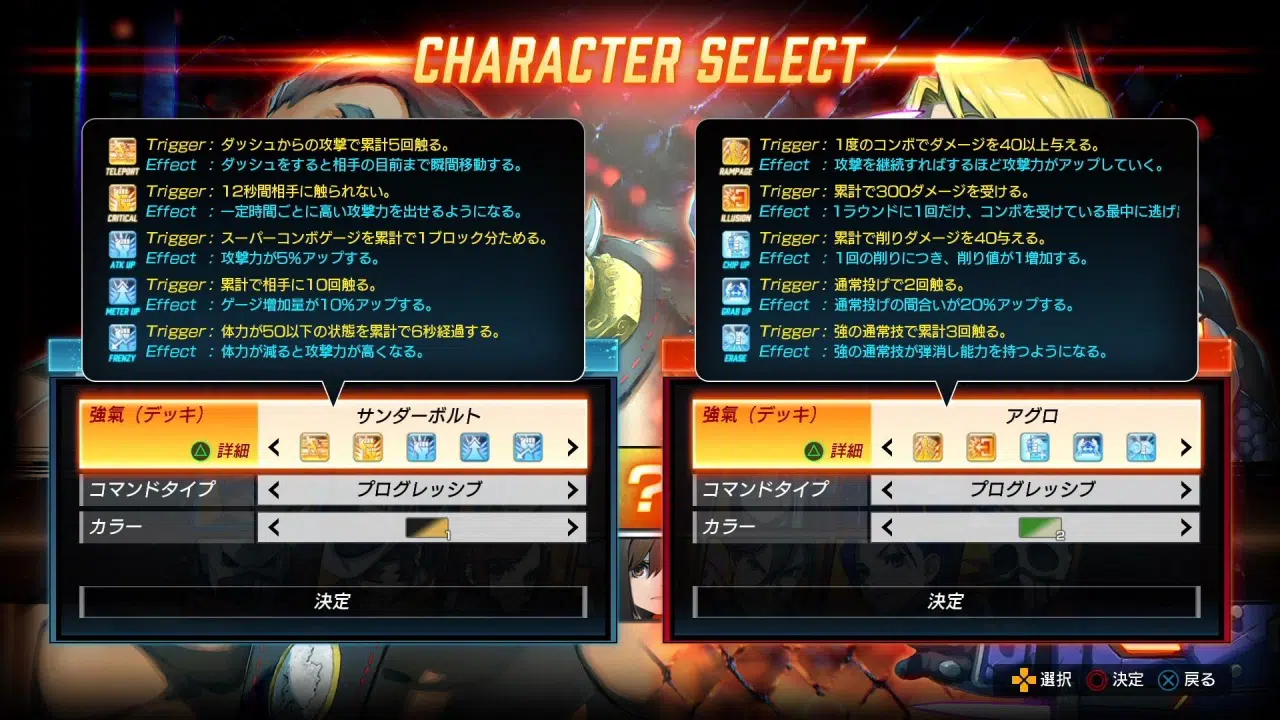 CHARACTER SELECT
Trigger : ダッシュからの攻撃で累計5回触る。
TELEPORT
Effect : ダッシュをすると相手の目前まで瞬間移動する。
Trigger : 12秒間相手に触られない。
CRITICAL
Effect : 一定時間ごとに高い攻撃力を出せるようになる。
Trigger : スーパーコンボゲージを累計で1ブロック分ためる。
ATK UP
Effect : 攻撃力が5%アップする。
Trigger : 累計で相手に10回触る。
METER UP
Effect : ゲージ増加量が10%アップする。
Trigger : 体力が50以下の状態を累計で6秒経過する。
FRENZY
Effect : 体力が減ると攻撃力が高くなる。
強氣（デッキ）
サンダーボルト
詳細
コマンドタイプ
プログレッシブ
カラー
1
決定
Trigger : 1度のコンボでダメージを40以上与える。
RAMPAGE
Effect : 攻撃を継続すればするほど攻撃力がアップしていく。
Trigger : 累計で300ダメージを受ける。
ILLUSION
Effect : 1ラウンドに1回だけ、コンボを受けている最中に逃げ
Trigger : 累計で削りダメージを40与える。
CHIP UP
Effect : 1回の削りにつき、削り値が1増加する。
Trigger : 通常投げで2回触る。
GRAB UP
Effect : 通常投げの間合いが20%アップする。
Trigger : 強の通常技で累計3回触る。
ERASE
Effect : 強の通常技が弾消し能力を持つようになる。
強氣（デッキ）
アグロ
詳細
コマンドタイプ
プログレッシブ
カラー
2
決定
?
選択 決定 戻る